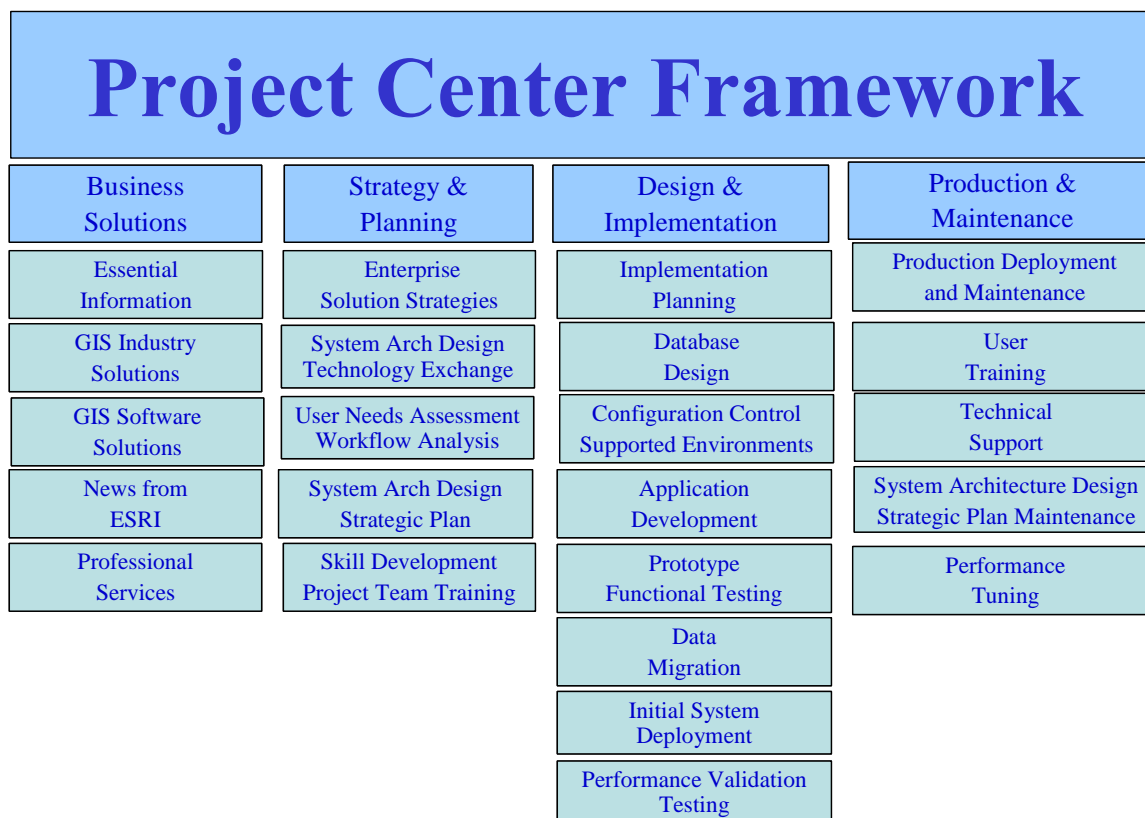 Project Center Framework
Business
Solutions
Essential
Information
GIS Industry
Solutions
GIS Software
Solutions
News from
ESRI
Professional
Services
Strategy &
Planning
Enterprise
Solution Strategies
System Arch Design
Technology Exchange
User Needs Assessment
Workflow Analysis
System Arch Design
Strategic Plan
Skill Development
Project Team Training
Design &
Implementation
Implementation
Planning
Database
Design
Configuration Control
Supported Environments
Application
Development
Prototype
Functional Testing
Data
Migration
Initial System
Deployment
Performance Validation
Testing
Production &
Maintenance
Production Deployment
and Maintenance
User
Training
Technical
Support
System Architecture Design
Strategic Plan Maintenance
Performance
Tuning